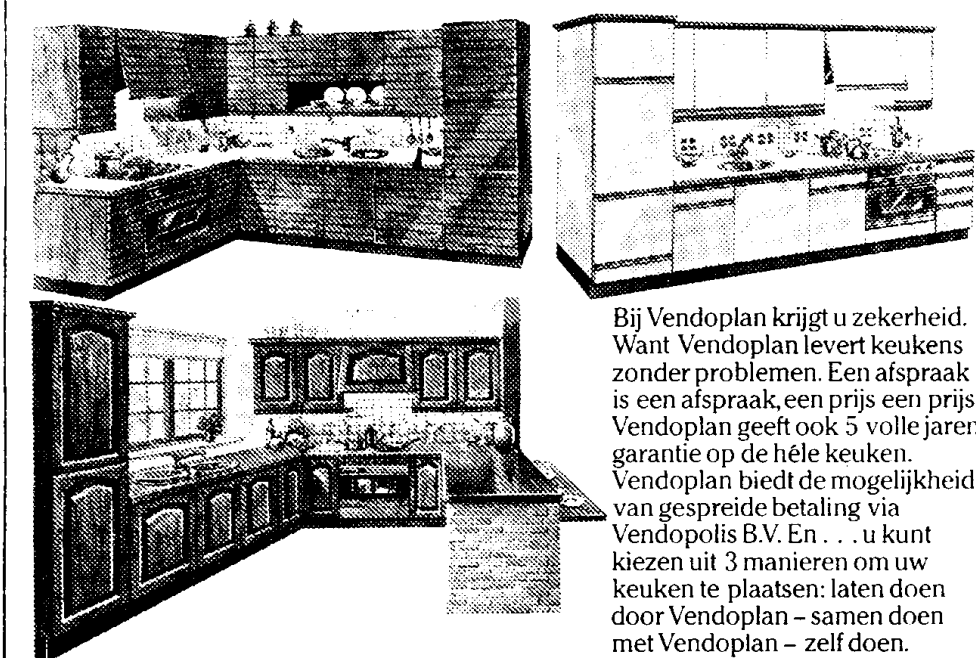 Bij Vendoplan krijgt u zekerheid.
Want Vendoplan levert keukens
zonder problemen. Een afspraak
is een afspraak, een prijs een prijs
Vendoplan geeft ook 5 volle jaren
garantie op de héle keuken.
Vendoplan biedt de mogelijkheid
van gespreide betaling via
Vendopolis B.V. En . . . u kunt
kiezen uit 3 manieren om uw
keuken te plaatsen: laten doen
door Vendoplan – samen doen
met Vendoplan – zelf doen.